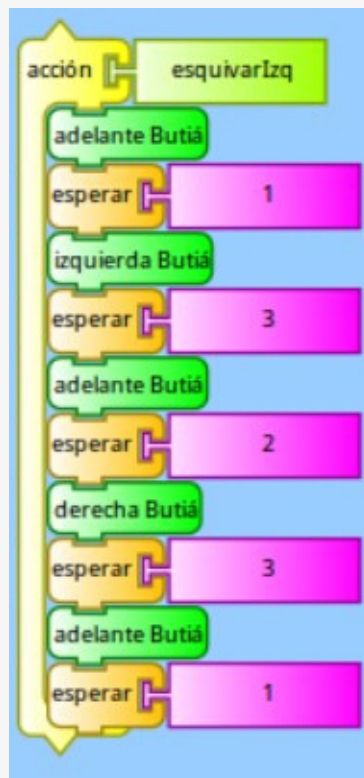 acción esquivarIzq
adelante Butiá
esperar 1
izquierda Butiá
esperar 3
adelante Butiá
esperar 2
derecha Butiá
esperar 3
adelante Butiá
esperar 1